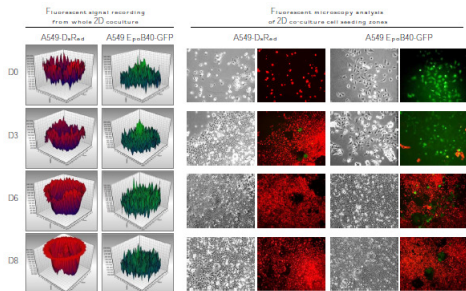 Fluorescent signal recording
From whole 2D coculture
Fluorescent microscopy analysis
of 2D co-culture cell seeding zones
A549-DsRed
A549 EpoB40-GFP
A549-DsRed
A549 EpoB40-GFP
D0
D3
D6
D8